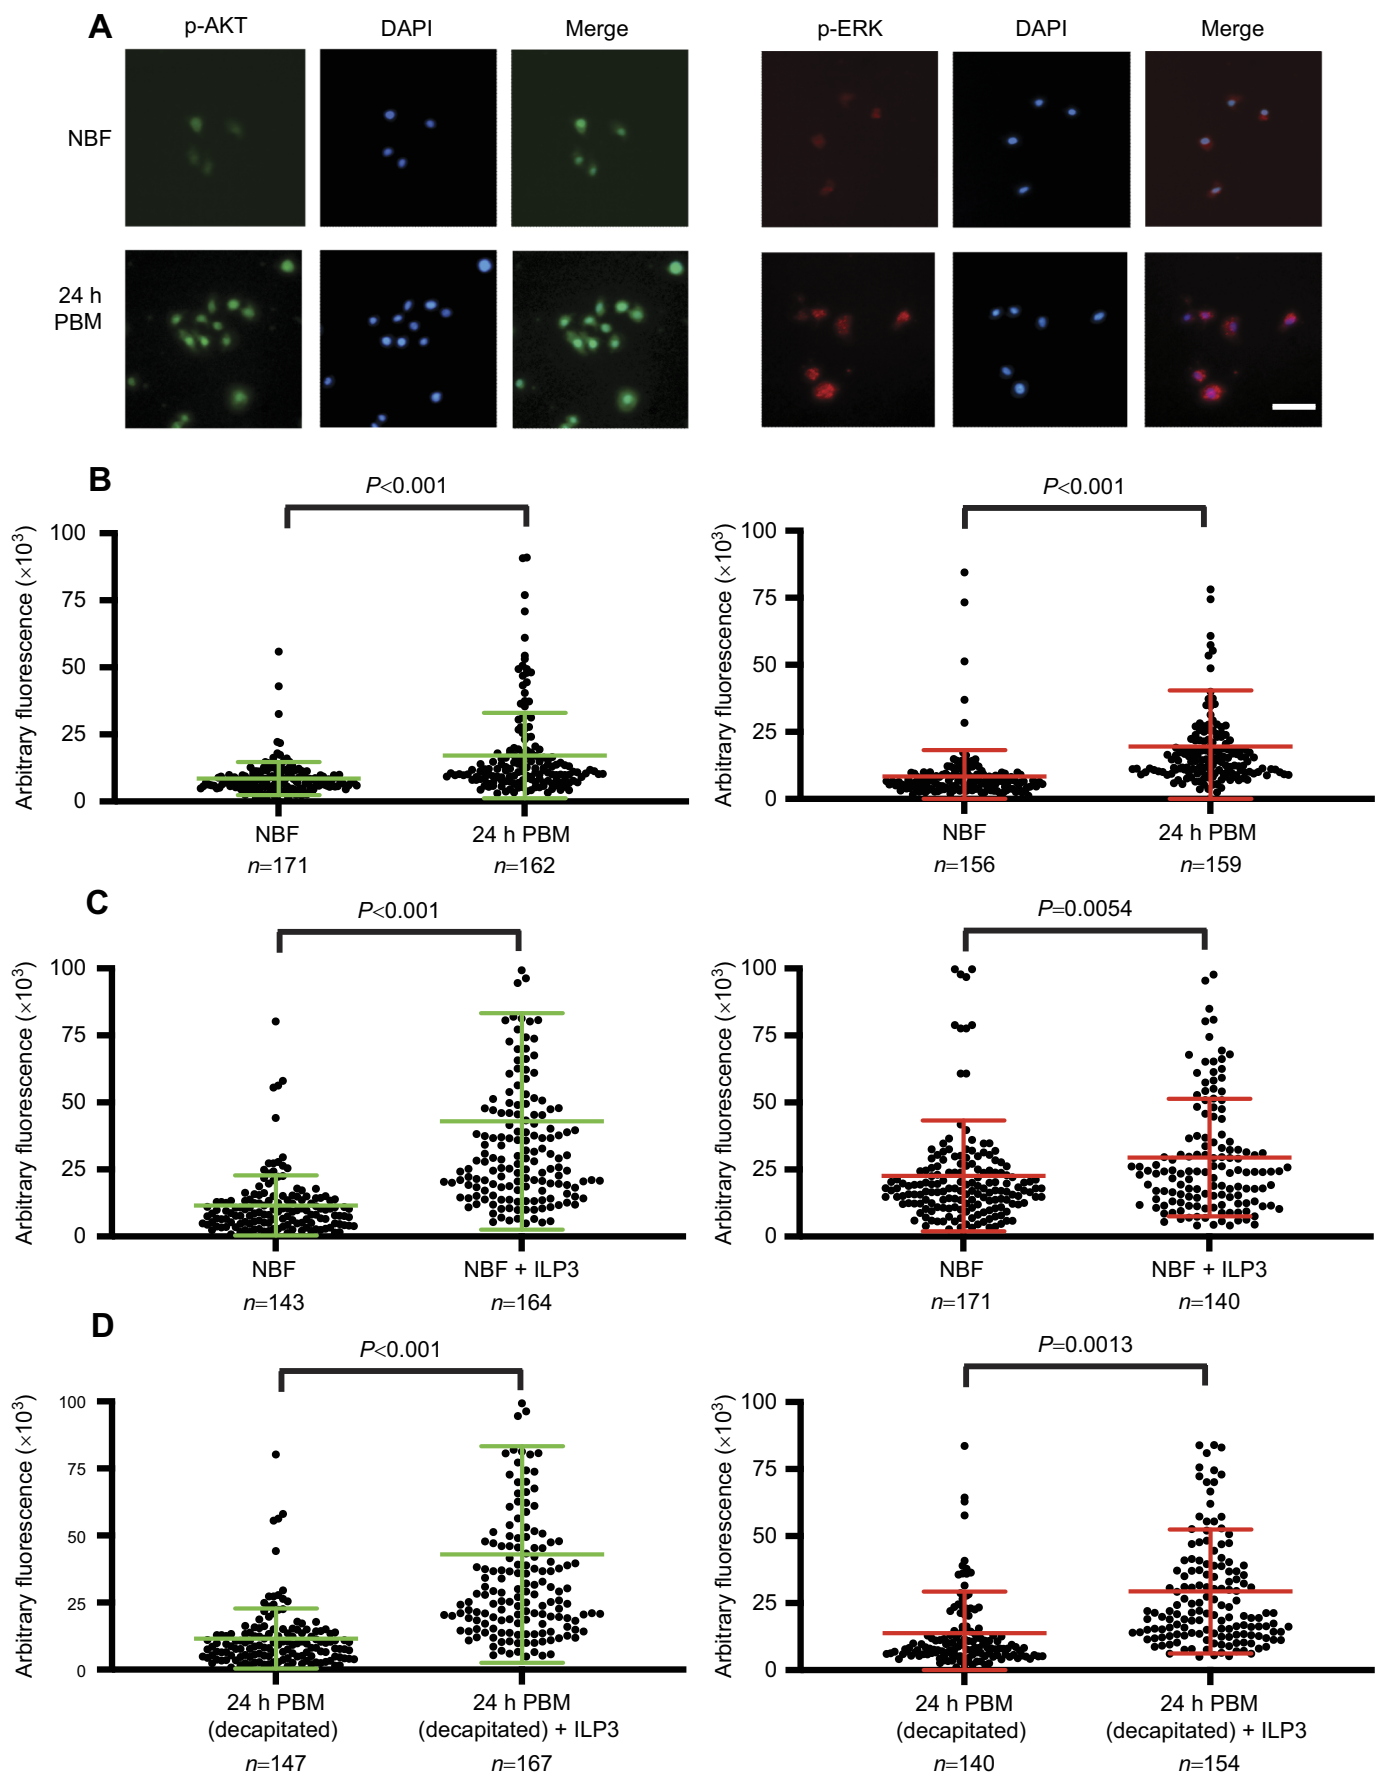 A
p-AKT DAPI Merge p-ERK DAPI Merge
NBF
24 h
PBM
B
P<0.001 P<0.001
Arbitrary fluorescence (×10³) 100 75 50 25 0
Arbitrary fluorescence (×10³) 100 75 50 25 0
NBF 24 h PBM NBF 24 h PBM
n=171 n=162 n=156 n=159
C
P<0.001 P=0.0054
Arbitrary fluorescence (×10³) 100 75 50 25 0
Arbitrary fluorescence (×10³) 100 75 50 25 0
NBF NBF + ILP3 NBF NBF + ILP3
n=143 n=164 n=171 n=140
D
P<0.001 P=0.0013
Arbitrary fluorescence (×10³) 100 75 50 25 0
Arbitrary fluorescence (×10³) 100 75 50 25 0
24 h PBM 24 h PBM 24 h PBM 24 h PBM
(decapitated) (decapitated) + ILP3 (decapitated) (decapitated) + ILP3
n=147 n=167 n=140 n=154